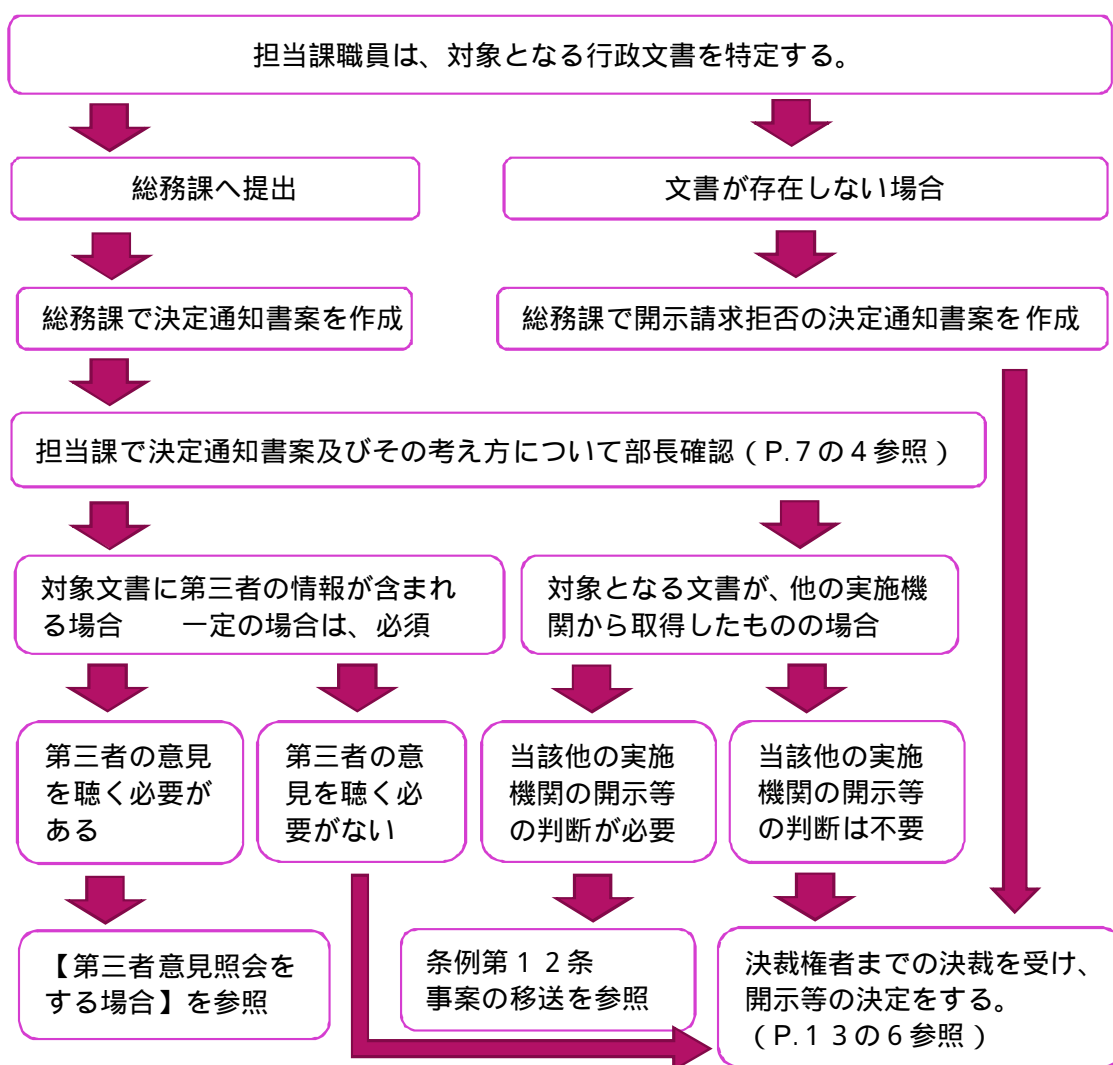 担当課職員は、対象となる行政文書を特定する。
総務課へ提出
文書が存在しない場合
総務課で決定通知書案を作成
総務課で開示請求拒否の決定通知書案を作成
担当課で決定通知書案及びその考え方について部長確認（P.７の４参照）
対象文書に第三者の情報が含まれ
る場合　　一定の場合は、必須
対象となる文書が、他の実施機
関から取得したものの場合
第三者の意見
を聴く必要が
ある
第三者の意
見を聴く必
要がない
当該他の実施
機関の開示等
の判断が必要
当該他の実施
機関の開示等
の判断は不要
【第三者意見照会を
する場合】を参照
条例第１２条
事案の移送を参照
決裁権者までの決裁を受け、
開示等の決定をする。
（P.１３の６参照）